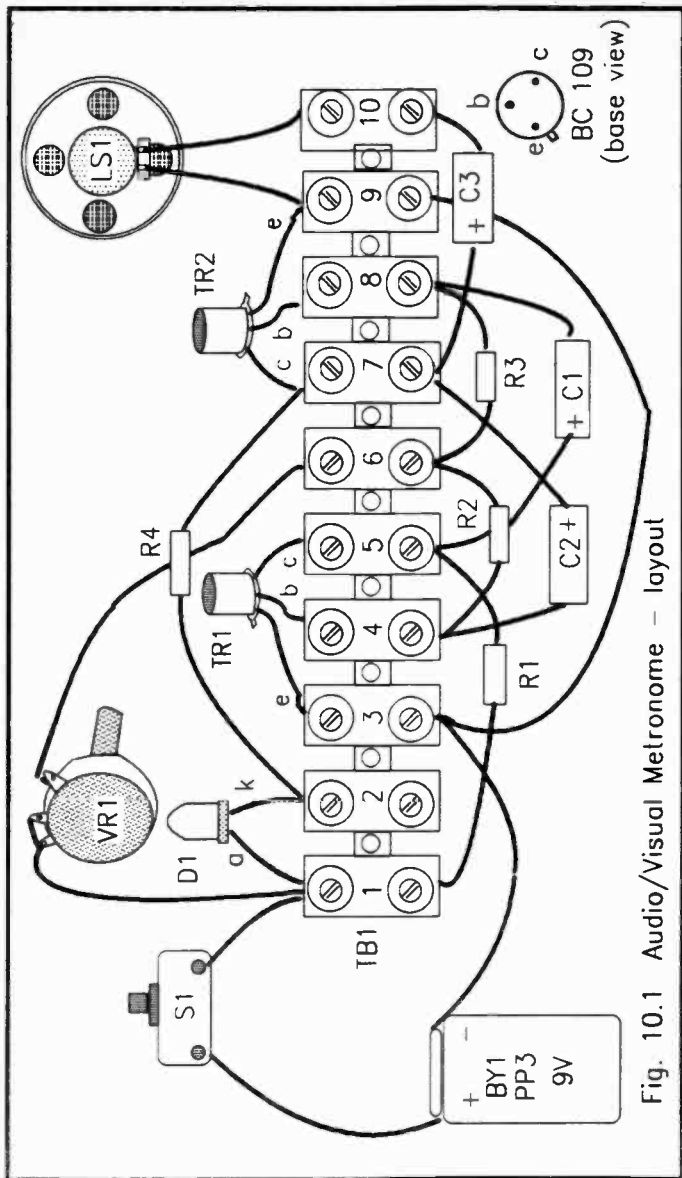 S1
VR1
D1
a
k
R4
TR1
e
b
c
TR2
c
b
e
LS1
TB1
1
2
3
4
5
6
7
8
9
10
b
e
c
BC 109
(base view)
+
C3
R3
R2
+ C1
C2+
R1
+ -
BY1
PP3
9V
Fig. 10.1 Audio/Visual Metronome – layout